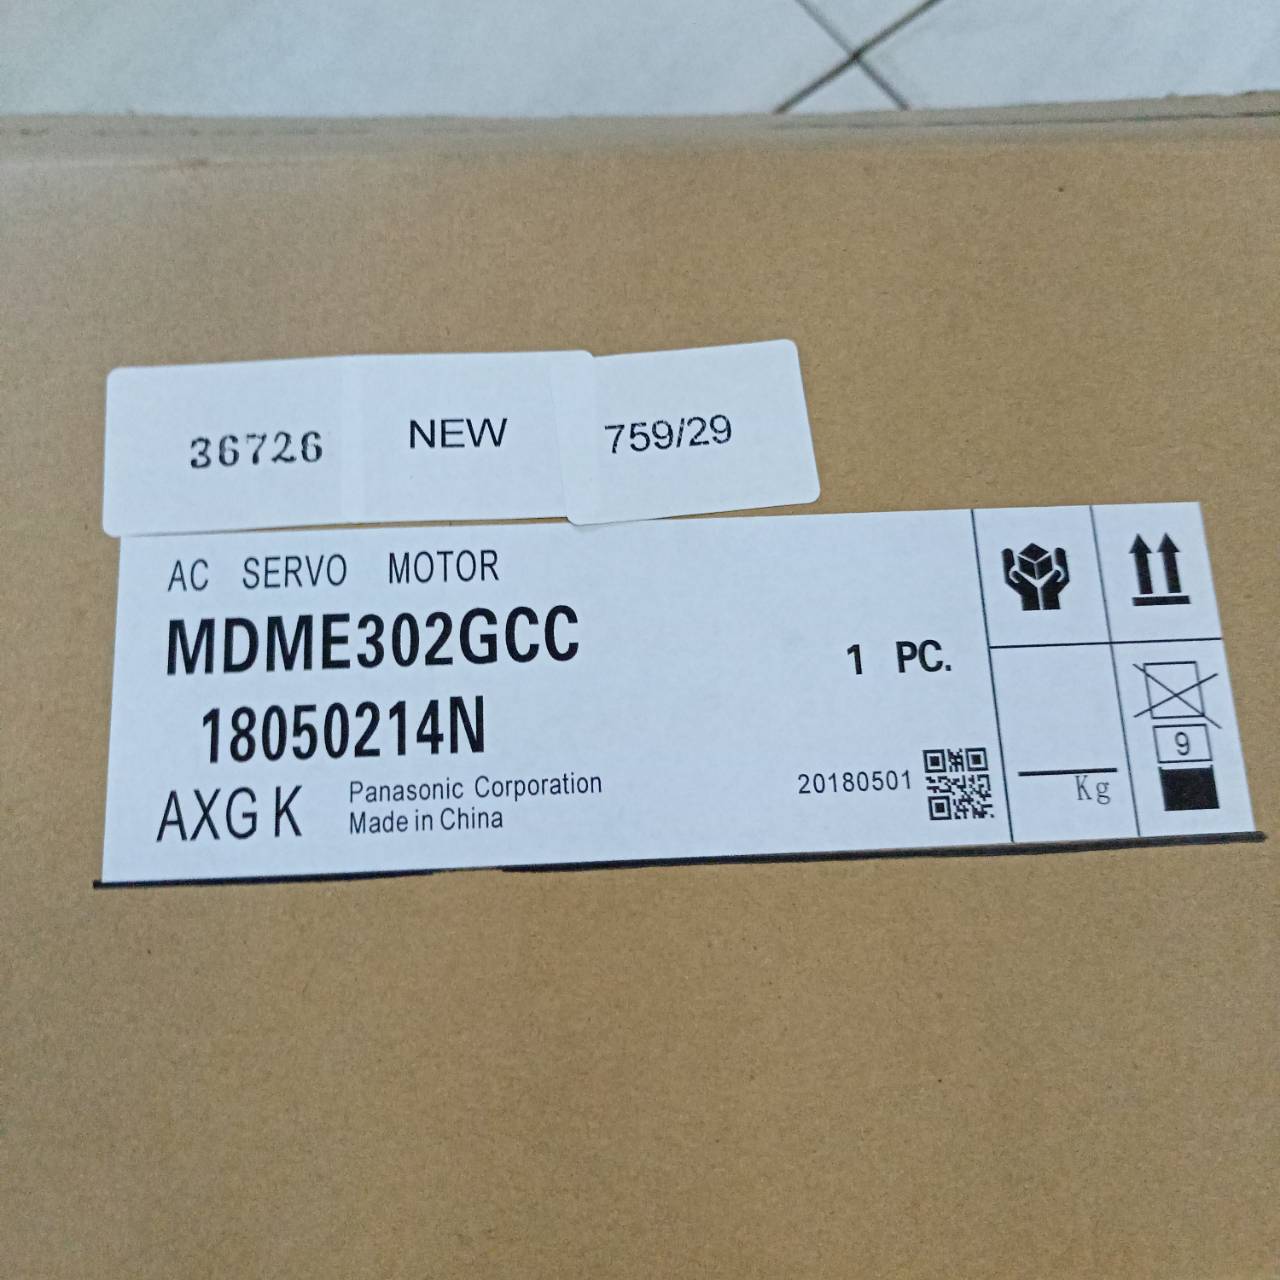 36726 NEW 759/29
AC SERVO MOTOR
MDME302GCC
1 PC.
18050214N
AXGK
Panasonic Corporation
Made in China
20180501
Kg
9